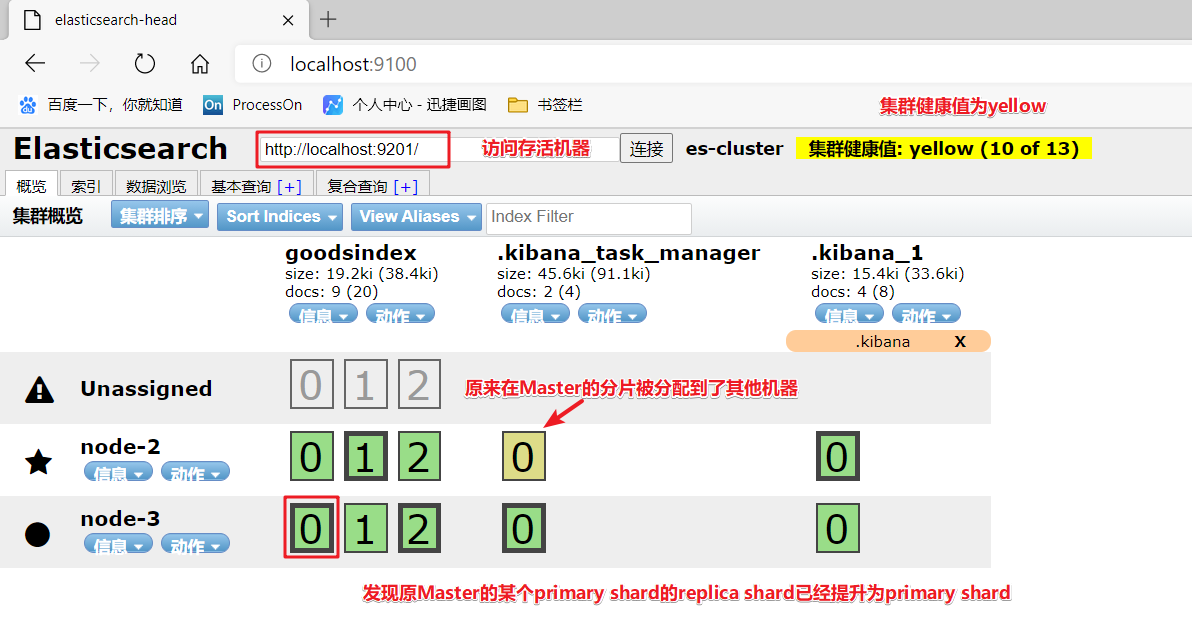 elasticsearch-head
localhost:9100
百度一下，你就知道 On ProcessOn 个人中心 - 迅捷画图 书签栏
集群健康值为yellow
Elasticsearch http://localhost:9201/ 访问存活机器 连接 es-cluster 集群健康值: yellow (10 of 13)
概览 索引 数据浏览 基本查询 [+] 复合查询 [+]
集群概览 集群排序 Sort Indices View Aliases Index Filter
goodsindex .kibana_task_manager .kibana_1
size: 19.2ki (38.4ki) size: 45.6ki (91.1ki) size: 15.4ki (33.6ki)
docs: 9 (20) docs: 2 (4) docs: 4 (8)
信息 动作 信息 动作 信息 动作
.kibana X
Unassigned 0 1 2 原来在Master的分片被分配到了其他机器
node-2 0 1 2 0 0
信息 动作
node-3 0 1 2 0 0
信息 动作
发现原Master的某个primary shard的replica shard已经提升为primary shard